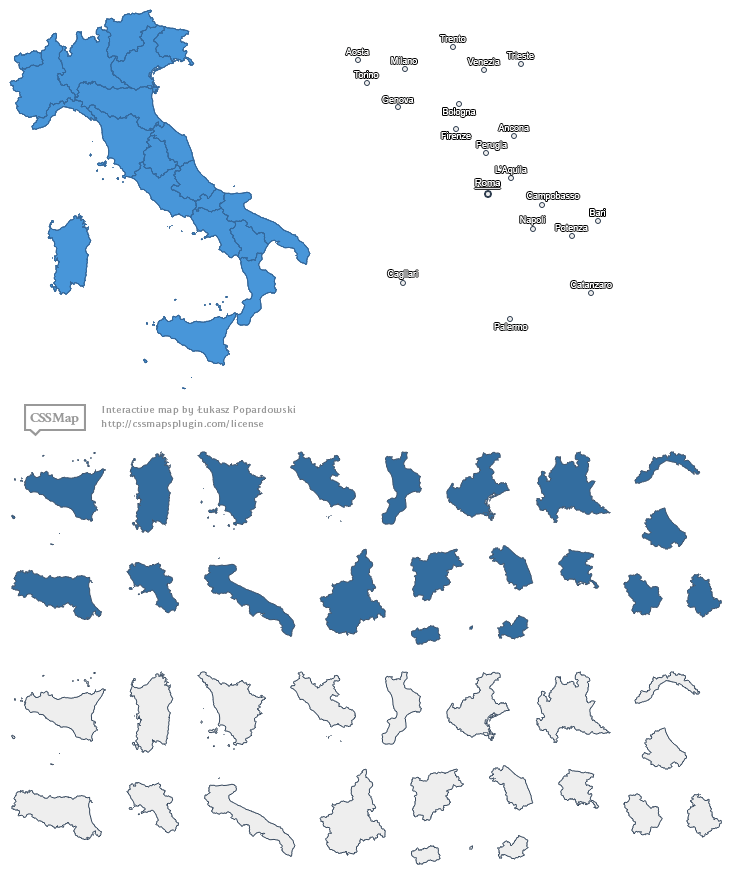 Trento
Aosta
Milano
Venezia
Trieste
Torino
Genova
Bologna
Firenze
Ancona
Perugia
L'Aquila
Roma
Campobasso
Napoli
Bari
Potenza
Cagliari
Catanzaro
Palermo
CSSMap
Interactive map by Łukasz Popardowski
http://cssmapsplugin.com/license